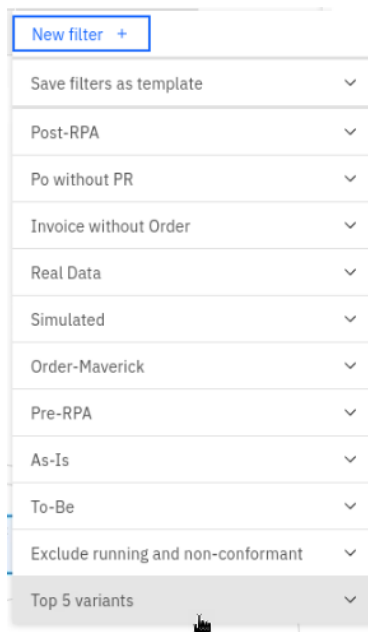 New filter +
Save filters as template
Post-RPA
Po without PR
Invoice without Order
Real Data
Simulated
Order-Maverick
Pre-RPA
As-Is
To-Be
Exclude running and non-conformant
Top 5 variants